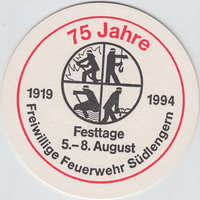 75 Jahre
1919
1994
Festtage
5.-8. August
Freiwillige Feuerwehr Südlengern